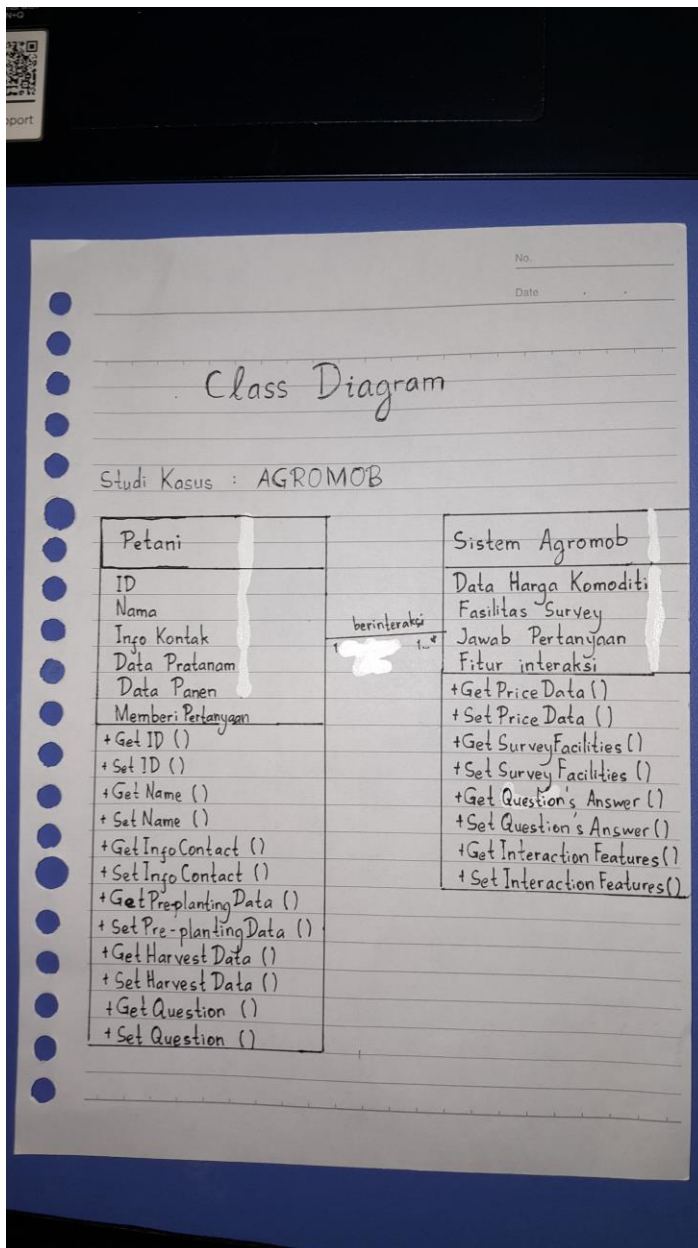 N+Q
pport
No.
Date
Class Diagram
Studi Kasus : AGROMOB
Petani
ID
Nama
Info Kontak
Data Pratanam
Data Panen
Memberi Pertanyaan
+Get ID ()
+Set ID ()
+Get Name ()
+Set Name ()
+Get Info Contact ()
+Set Info Contact ()
+Get Pre-planting Data ()
+Set Pre-planting Data ()
+Get Harvest Data ()
+Set Harvest Data ()
+Get Question ()
+Set Question ()
berinteraksi
1 1..*
Sistem Agromob
Data Harga Komoditi
Fasilitas Survey
Jawab Pertanyaan
Fitur interaksi
+Get Price Data ()
+Set Price Data ()
+Get Survey Facilities ()
+Set Survey Facilities ()
+Get Question's Answer ()
+Set Question's Answer ()
+Get Interaction Features ()
+Set Interaction Features ()